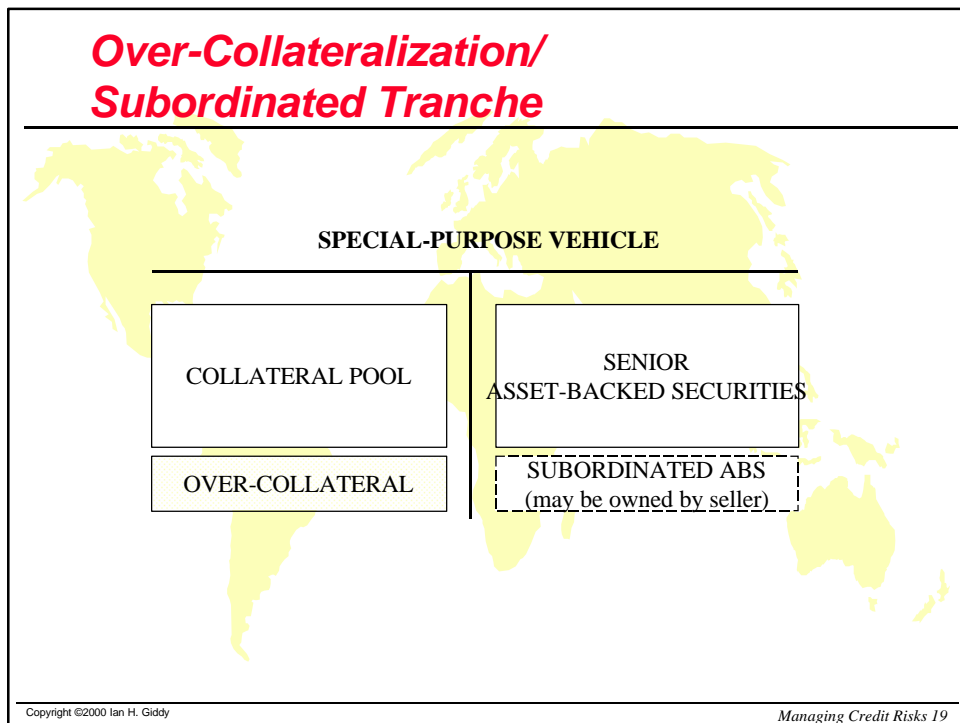 Over-Collateralization/
Subordinated Tranche
SPECIAL-PURPOSE VEHICLE
COLLATERAL POOL
SENIOR
ASSET-BACKED SECURITIES
OVER-COLLATERAL
SUBORDINATED ABS
(may be owned by seller)
Copyright ©2000 Ian H. Giddy
Managing Credit Risks 19